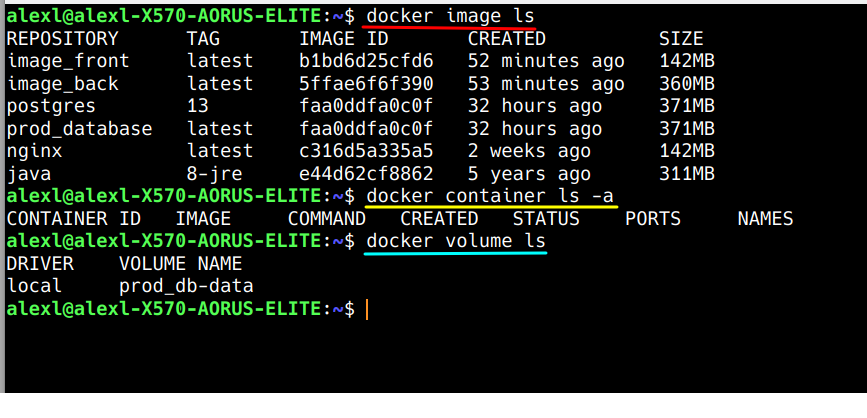 alexl@alexl-X570-AORUS-ELITE:~$ docker image ls
REPOSITORY      TAG       IMAGE ID       CREATED          SIZE
image_front     latest    b1bd6d25cfd6   52 minutes ago   142MB
image_back      latest    5ffae6f6f390   53 minutes ago   360MB
postgres        13        faa0ddfa0c0f   32 hours ago     371MB
prod_database   latest    faa0ddfa0c0f   32 hours ago     371MB
nginx           latest    c316d5a335a5   2 weeks ago      142MB
java            8-jre     e44d62cf8862   5 years ago      311MB
alexl@alexl-X570-AORUS-ELITE:~$ docker container ls -a
CONTAINER ID   IMAGE     COMMAND   CREATED   STATUS    PORTS     NAMES
alexl@alexl-X570-AORUS-ELITE:~$ docker volume ls
DRIVER    VOLUME NAME
local     prod_db-data
alexl@alexl-X570-AORUS-ELITE:~$